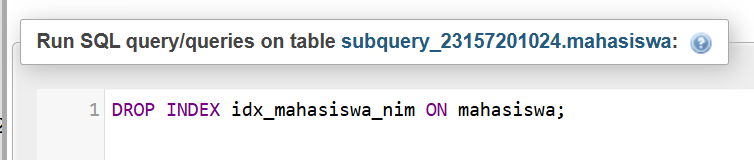 Run SQL query/queries on table subquery_23157201024.mahasiswa:
1 DROP INDEX idx_mahasiswa_nim ON mahasiswa;